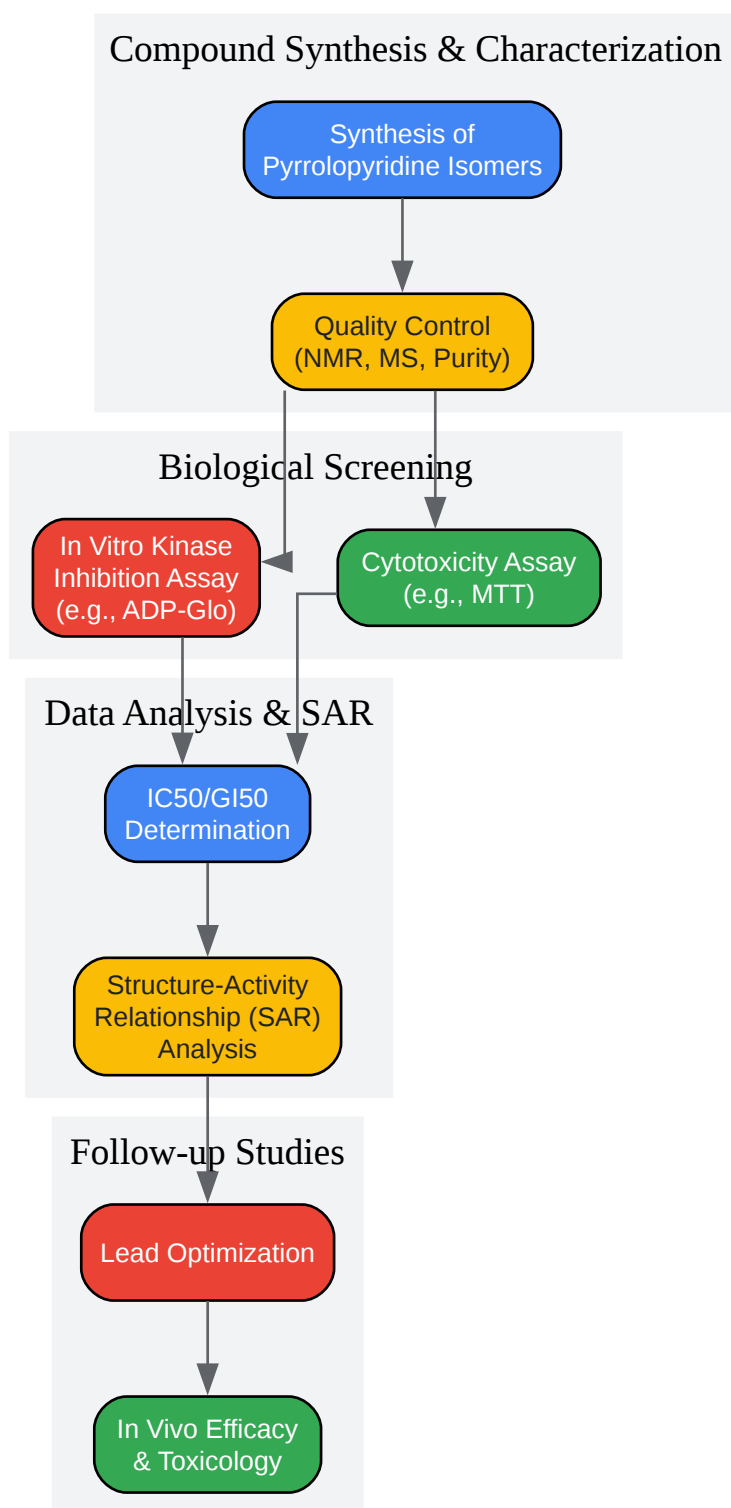 Compound Synthesis & Characterization
Synthesis of
Pyrrolopyridine Isomers
Quality Control
(NMR, MS, Purity)
Biological Screening
In Vitro Kinase
Inhibition Assay
(e.g., ADP-Glo)
Cytotoxicity Assay
(e.g., MTT)
Data Analysis & SAR
IC50/GI50
Determination
Structure-Activity
Relationship (SAR)
Analysis
Follow-up Studies
Lead Optimization
In Vivo Efficacy
& Toxicology